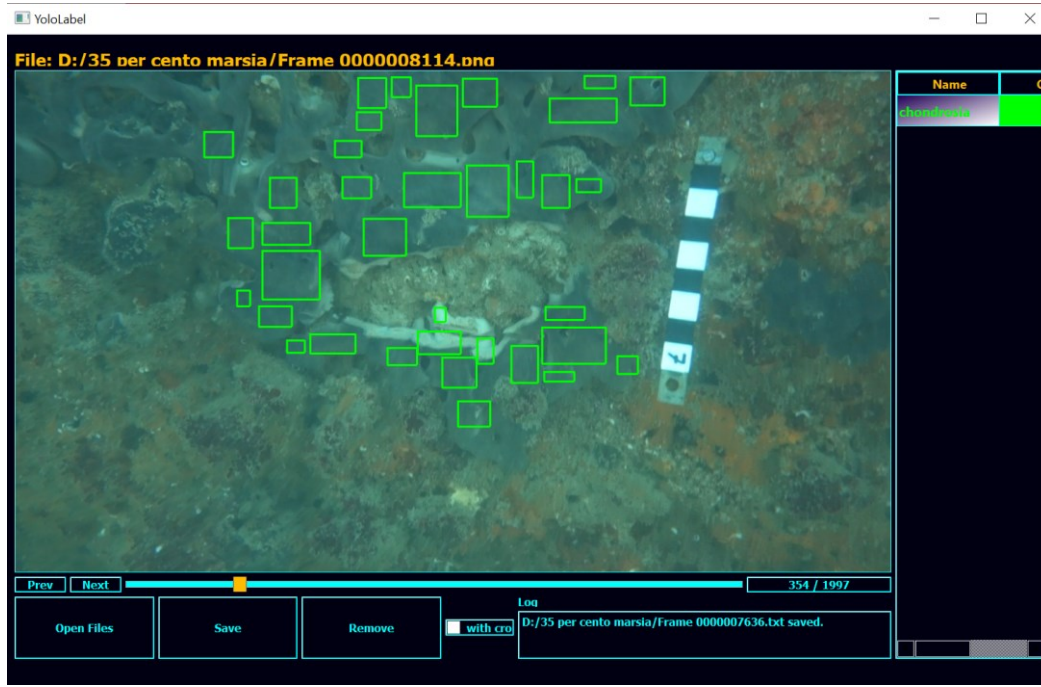 YoloLabel
File: D:/35 per cento marsia/Frame 0000008114.png
Name
chondrosia
7
Prev
Next
354 / 1997
Open Files
Save
Remove
with cro
Log
D:/35 per cento marsia/Frame 0000007636.txt saved.